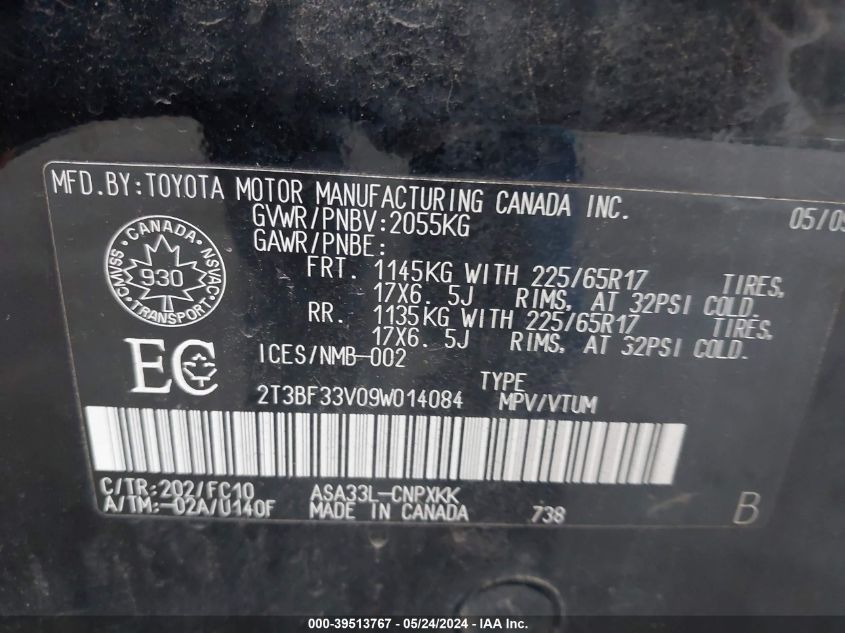 MFD.BY:TOYOTA MOTOR MANUFACTURING CANADA INC. 05/09
GVWR/PNBV:2055KG
GAWR/PNBE:
FRT. 1145KG WITH 225/65R17 TIRES,
17X6. 5J RIMS, AT 32PSI COLD.
RR. 1135KG WITH 225/65R17 TIRES,
17X6. 5J RIMS, AT 32PSI COLD.
CANADA
CMVSS 930 NSVAC
TRANSPORT
EC ICES/NMB-002
2T3BF33V09W014084 TYPE
MPV/VTUM
C/TR:202/FC10 ASA33L-CNPXKK
A/TM:-02A/U140F MADE IN CANADA 738 B
000-39513767 - 05/24/2024 - IAA Inc.